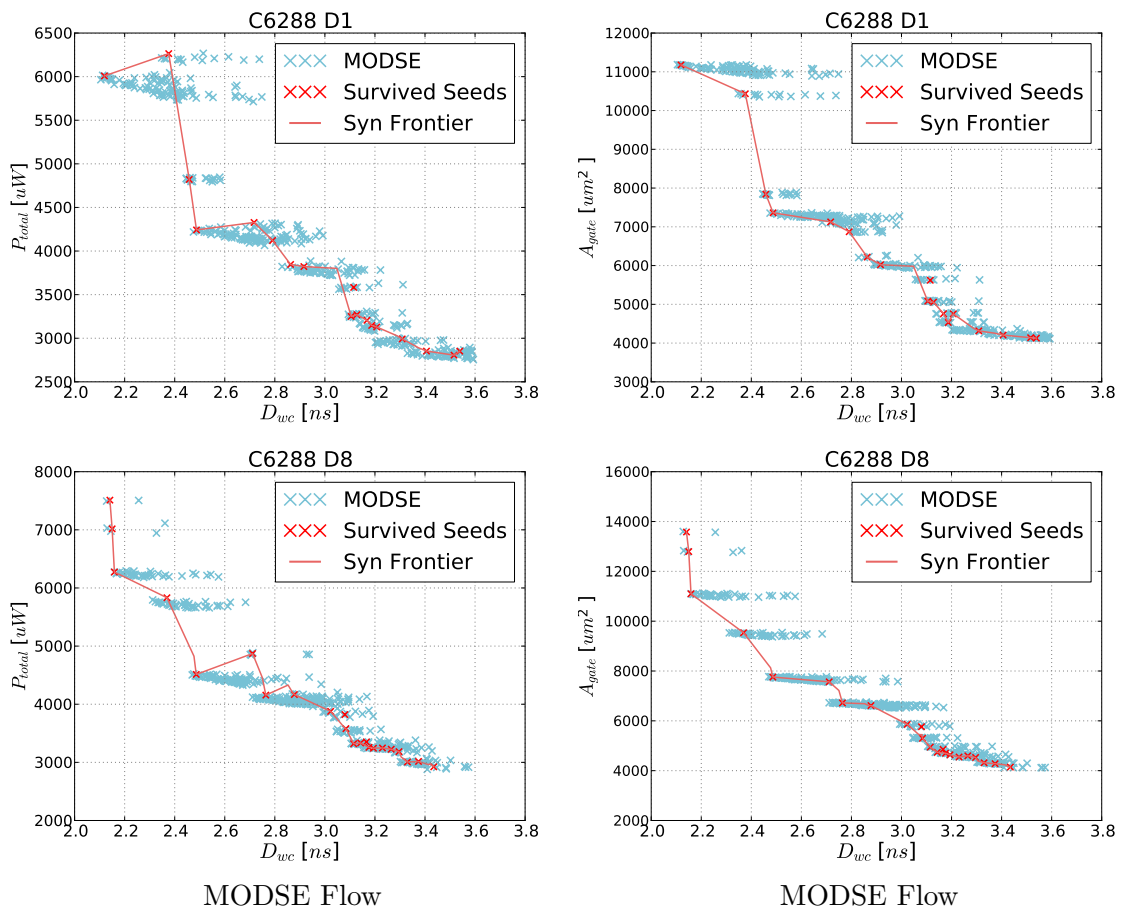 C6288 D1
6500
6000
5500
5000
4500
4000
3500
3000
2500
P_total [uW]
MODSE
Survived Seeds
Syn Frontier
2.0 2.2 2.4 2.6 2.8 3.0 3.2 3.4 3.6 3.8
D_wc [ns]
C6288 D1
12000
11000
10000
9000
8000
7000
6000
5000
4000
3000
A_gate [um²]
MODSE
Survived Seeds
Syn Frontier
2.0 2.2 2.4 2.6 2.8 3.0 3.2 3.4 3.6 3.8
D_wc [ns]
C6288 D8
8000
7000
6000
5000
4000
3000
2000
P_total [uW]
MODSE
Survived Seeds
Syn Frontier
2.0 2.2 2.4 2.6 2.8 3.0 3.2 3.4 3.6 3.8
D_wc [ns]
MODSE Flow
C6288 D8
16000
14000
12000
10000
8000
6000
4000
2000
A_gate [um²]
MODSE
Survived Seeds
Syn Frontier
2.0 2.2 2.4 2.6 2.8 3.0 3.2 3.4 3.6 3.8
D_wc [ns]
MODSE Flow